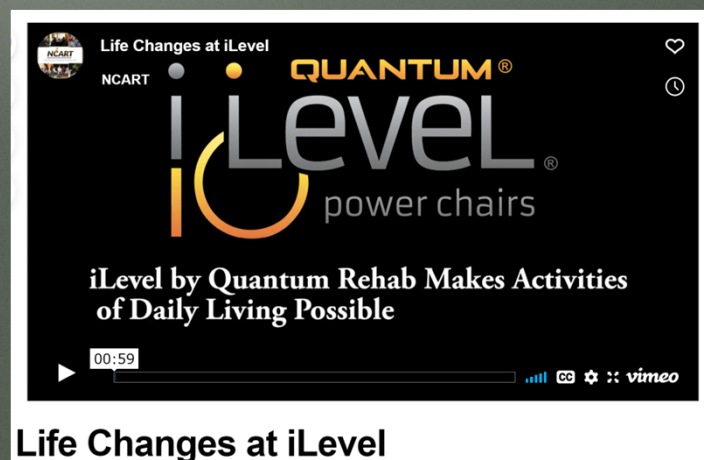 Life Changes at iLevel
NCART
NCART
QUANTUM®
iLEVEL®
power chairs
iLevel by Quantum Rehab Makes Activities
of Daily Living Possible
00:59
CC
vimeo
Life Changes at iLevel